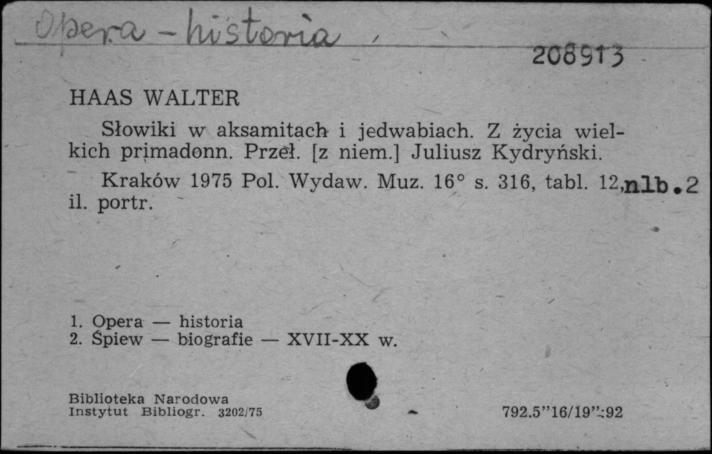 Opera - historia
208913
HAAS WALTER
Słowiki w aksamitach i jedwabiach. Z życia wiel-
kich primadonn. Przeł. [z niem.] Juliusz Kydryński.
Kraków 1975 Pol. Wydaw. Muz. 16° s. 316, tabl. 12, nlb. 2
il. portr.
1. Opera — historia
2. Śpiew — biografie — XVII-XX w.
Biblioteka Narodowa
Instytut Bibliogr. 3202/75
792.5"16/19":92